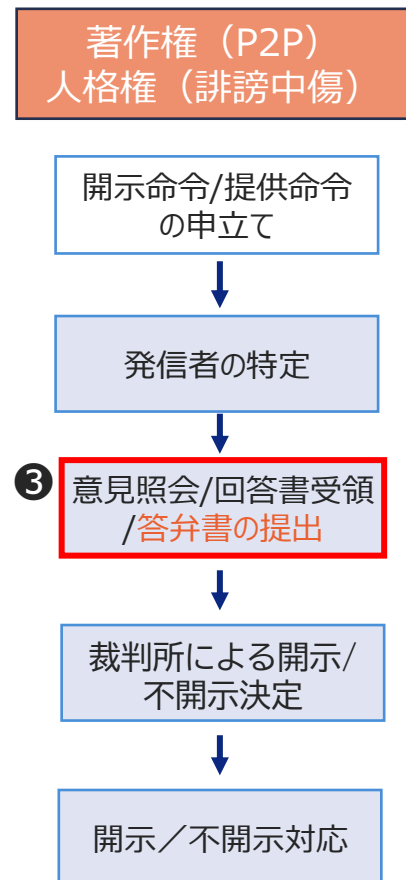 著作権（P2P）
人格権（誹謗中傷）
開示命令/提供命令
の申立て
発信者の特定
❸
意見照会/回答書受領
/答弁書の提出
裁判所による開示/
不開示決定
開示／不開示対応